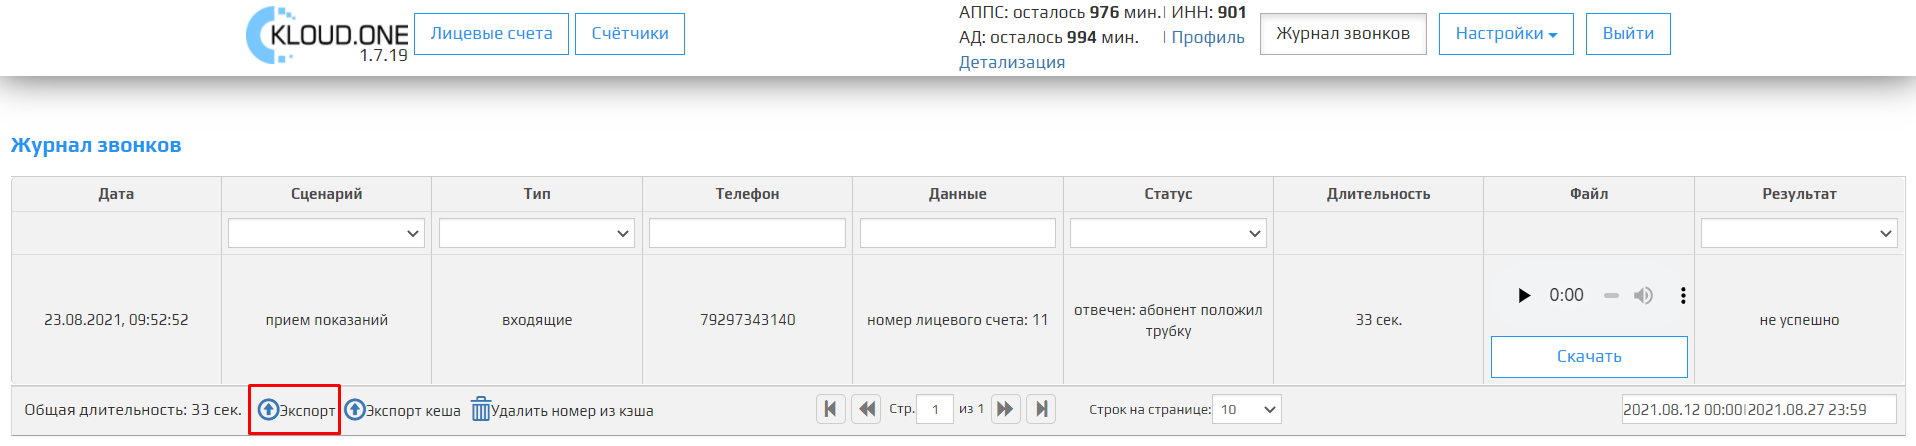 KLOUD.ONE
1.7.19
Лицевые счета
Счётчики
АППС: осталось 976 мин.| ИНН: 901
АД: осталось 994 мин. | Профиль
Детализация
Журнал звонков
Настройки
Выйти
Журнал звонков
Дата Сценарий Тип Телефон Данные Статус Длительность Файл Результат
23.08.2021, 09:52:52 прием показаний входящие 79297343140 номер лицевого счета: 11 отвечен: абонент положил трубку 33 сек. 0:00 не успешно
Скачать
Общая длительность: 33 сек. Экспорт Экспорт кеша Удалить номер из кэша Стр. 1 из 1 Строк на странице: 10 2021.08.12 00:00|2021.08.27 23:59